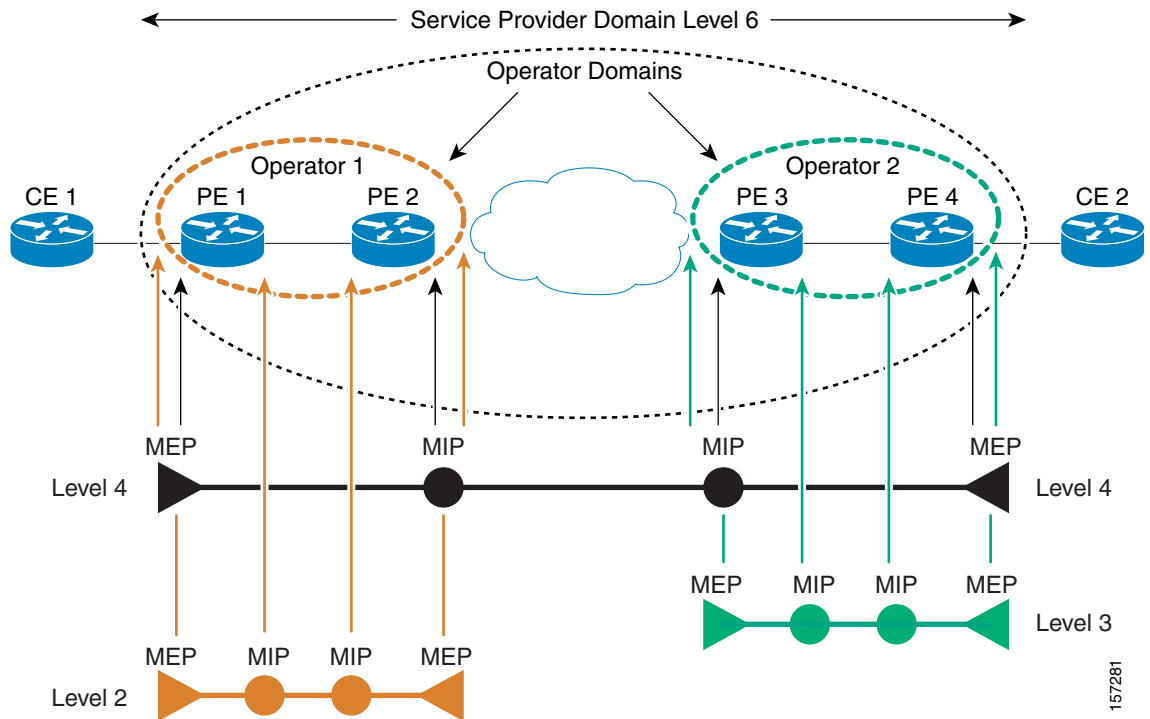 Service Provider Domain Level 6
Operator Domains
Operator 1
Operator 2
CE 1
PE 1
PE 2
PE 3
PE 4
CE 2
MEP
MIP
MIP
MEP
Level 4
Level 4
MEP
MIP
MIP
MEP
Level 3
MEP
MIP
MIP
MEP
Level 2
157281